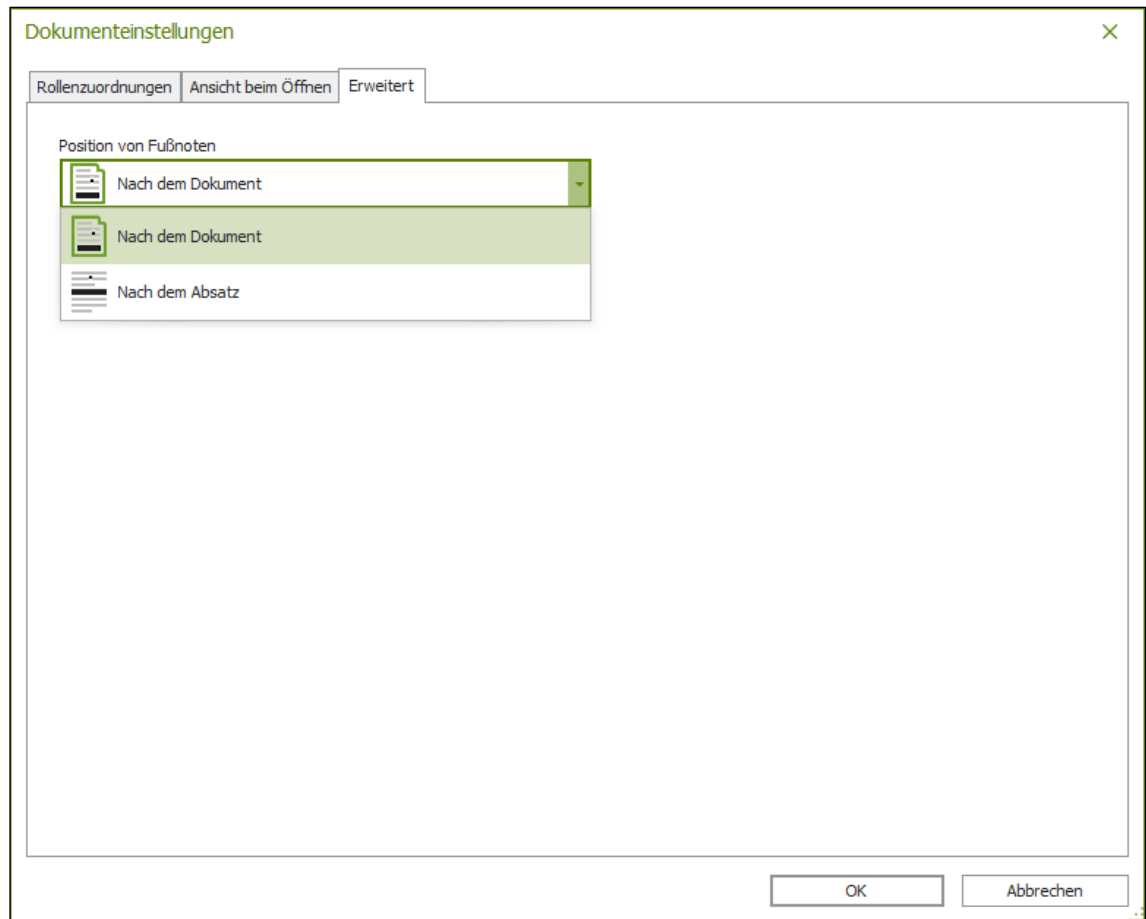 Dokumenteinstellungen
Rollenzuordnungen Ansicht beim Öffnen Erweitert
Position von Fußnoten
Nach dem Dokument
Nach dem Dokument
Nach dem Absatz
OK Abbrechen